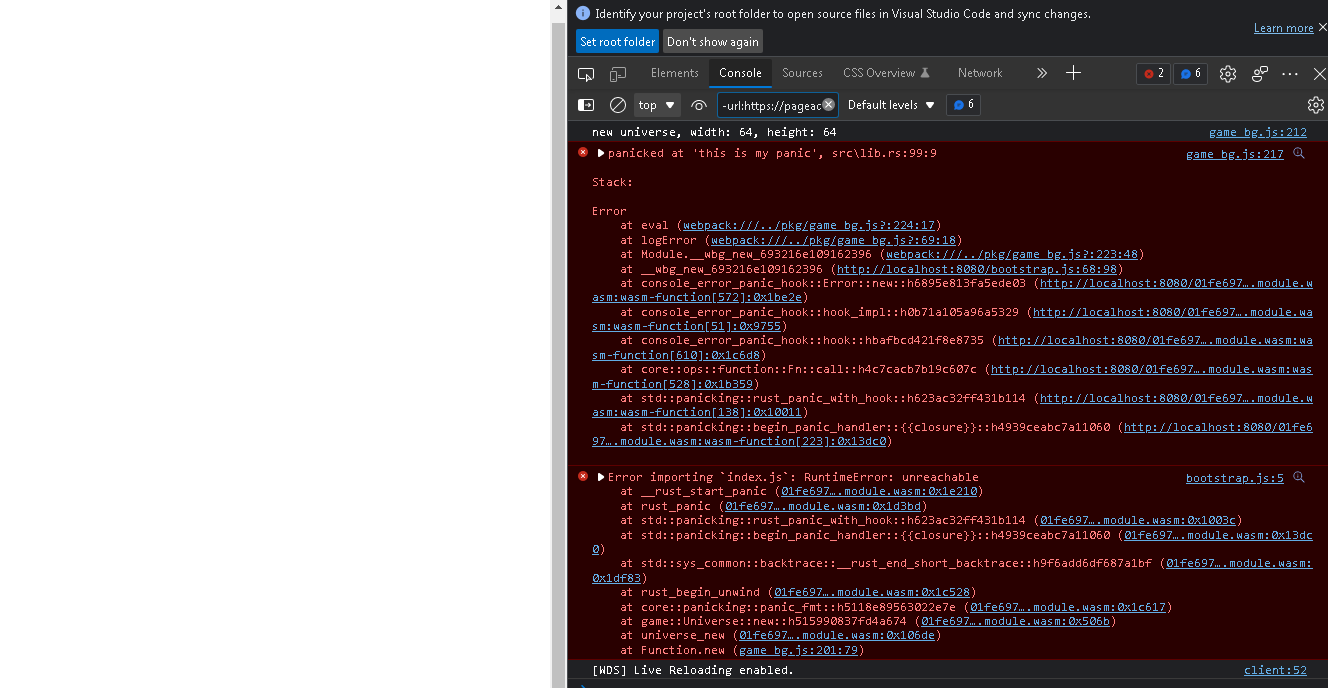 Identify your project's root folder to open source files in Visual Studio Code and sync changes.
Learn more
Set root folder Don't show again
Elements Console Sources CSS Overview Network 2 6
top -url:https://pageac Default levels 6
new universe, width: 64, height: 64 game_bg.js:212
panicked at 'this is my panic', src\lib.rs:99:9 game_bg.js:217
Stack:
Error
at eval (webpack:///../pkg/game_bg.js?:224:17)
at logError (webpack:///../pkg/game_bg.js?:69:18)
at Module.__wbg_new_693216e109162396 (webpack:///../pkg/game_bg.js?:223:48)
at __wbg_new_693216e109162396 (http://localhost:8080/bootstrap.js:68:98)
at console_error_panic_hook::Error::new::h6895e813fa5ede03 (http://localhost:8080/01fe697….module.w
asm:wasm-function[572]:0x1be2e)
at console_error_panic_hook::hook_impl::h0b71a105a96a5329 (http://localhost:8080/01fe697….module.wa
sm:wasm-function[51]:0x9755)
at console_error_panic_hook::hook::hbafbcd421f8e8735 (http://localhost:8080/01fe697….module.wasm:wa
sm-function[610]:0x1c6d8)
at core::ops::function::Fn::call::h4c7cacb7b19c607c (http://localhost:8080/01fe697….module.wasm:was
m-function[528]:0x1b359)
at std::panicking::rust_panic_with_hook::h623ac32ff431b114 (http://localhost:8080/01fe697….module.w
asm:wasm-function[138]:0x10011)
at std::panicking::begin_panic_handler::{{closure}}::h4939ceabc7a11060 (http://localhost:8080/01fe6
97….module.wasm:wasm-function[223]:0x13dc0)
Error importing `index.js`: RuntimeError: unreachable bootstrap.js:5
at __rust_start_panic (01fe697….module.wasm:0x1e210)
at rust_panic (01fe697….module.wasm:0x1d3bd)
at std::panicking::rust_panic_with_hook::h623ac32ff431b114 (01fe697….module.wasm:0x1003c)
at std::panicking::begin_panic_handler::{{closure}}::h4939ceabc7a11060 (01fe697….module.wasm:0x13dc
0)
at std::sys_common::backtrace::__rust_end_short_backtrace::h9f6add6df687a1bf (01fe697….module.wasm:
0x1df83)
at rust_begin_unwind (01fe697….module.wasm:0x1c528)
at core::panicking::panic_fmt::h5118e89563022e7e (01fe697….module.wasm:0x1c617)
at game::Universe::new::h515990837fd4a674 (01fe697….module.wasm:0x506b)
at universe_new (01fe697….module.wasm:0x106de)
at Function.new (game_bg.js:201:79)
[WDS] Live Reloading enabled. client:52